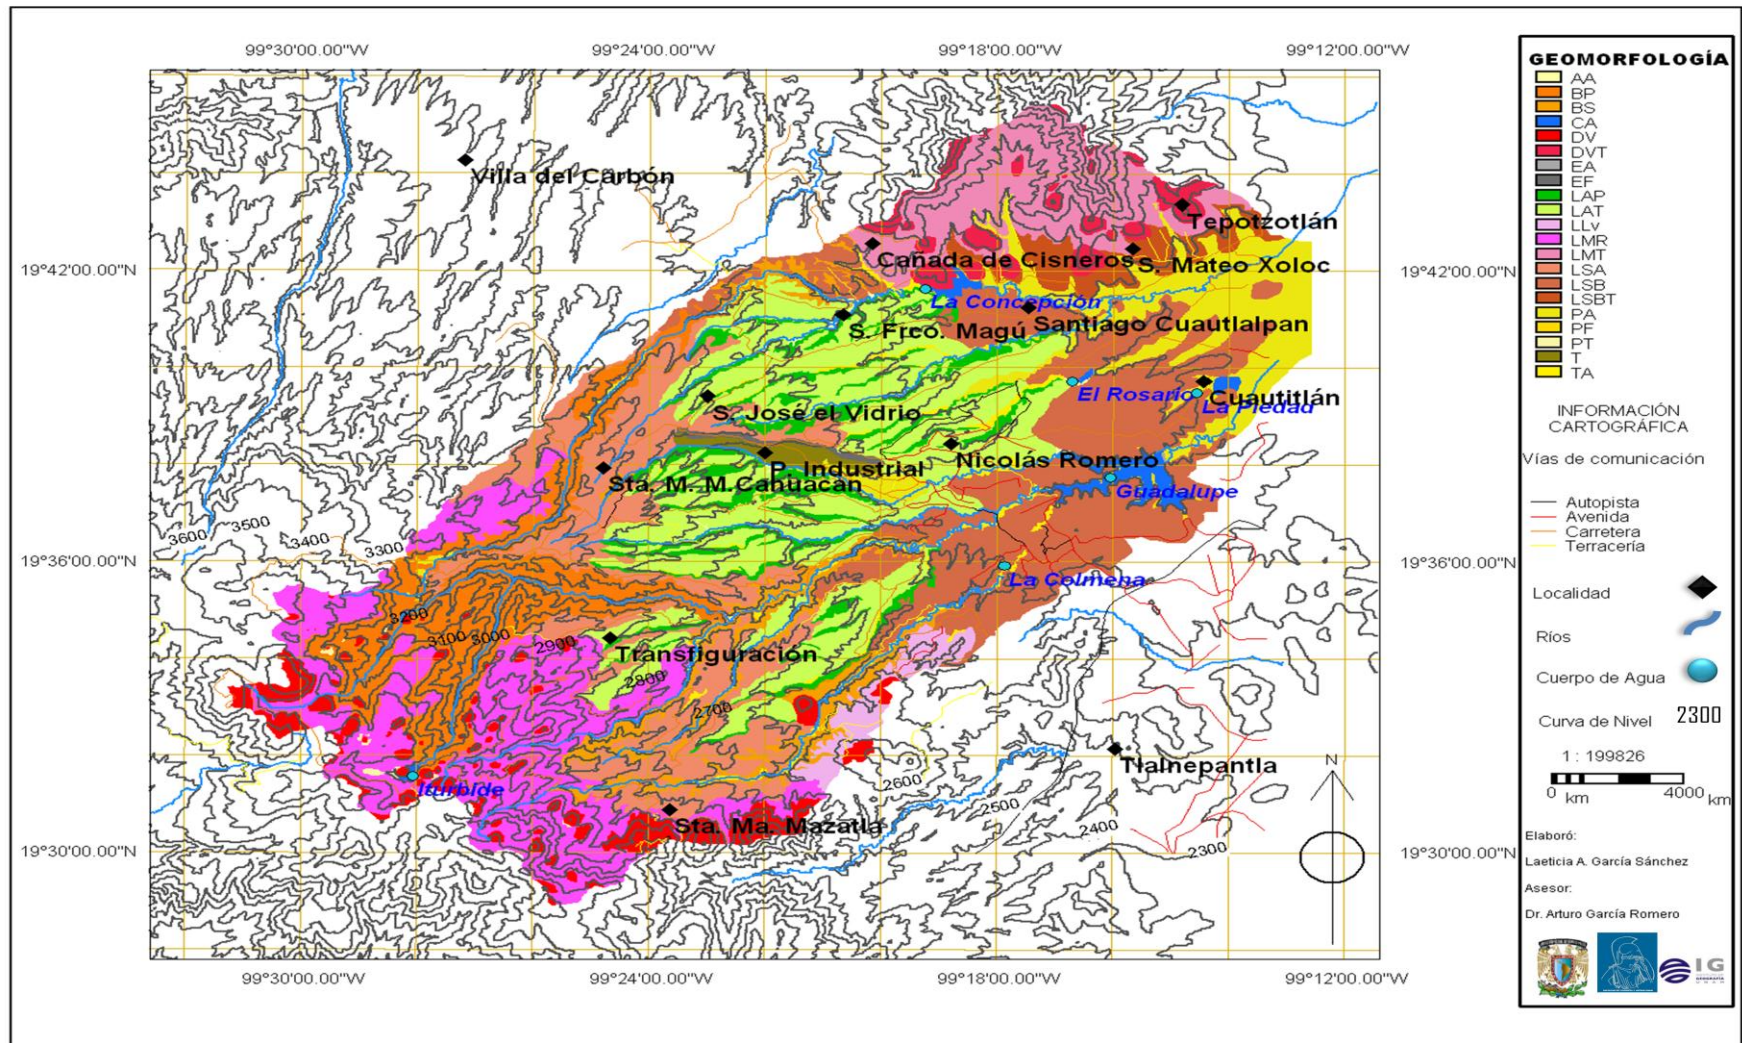 99°30'00.00"W
99°24'00.00"W
99°18'00.00"W
99°12'00.00"W
19°42'00.00"N
19°42'00.00"N
19°36'00.00"N
19°36'00.00"N
19°30'00.00"N
19°30'00.00"N
99°30'00.00"W
99°24'00.00"W
99°18'00.00"W
99°12'00.00"W
Villa del Carbón
Tepotzotlán
Cañada de Cisneros
S. Mateo Xoloc
La Concepción
S. Frco. Magú
Santiago Cuautlalpan
El Rosario
Cuautitlán
La Piedad
S. José el Vidrio
P. Industrial
Nicolás Romero
Sta. M. M.Cahuacán
Guadalupe
La Colmena
Transfiguración
Iturbide
Sta. Ma. Mazatla
Tlalnepantla
3600
3500
3400
3300
3200
3100
3000
2900
2800
2700
2600
2500
2400
2300
GEOMORFOLOGÍA
AA
BP
BS
CA
DV
DVT
EA
EF
LAP
LAT
LLv
LMR
LMT
LSA
LSB
LSBT
PA
PF
PT
T
TA
INFORMACIÓN
CARTOGRÁFICA
Vías de comunicación
Autopista
Avenida
Carretera
Terracería
Localidad
Ríos
Cuerpo de Agua
Curva de Nivel 2300
1 : 199826
0 km 4000 km
N
Elaboró:
Laeticia A. García Sánchez
Asesor:
Dr. Arturo García Romero
IG